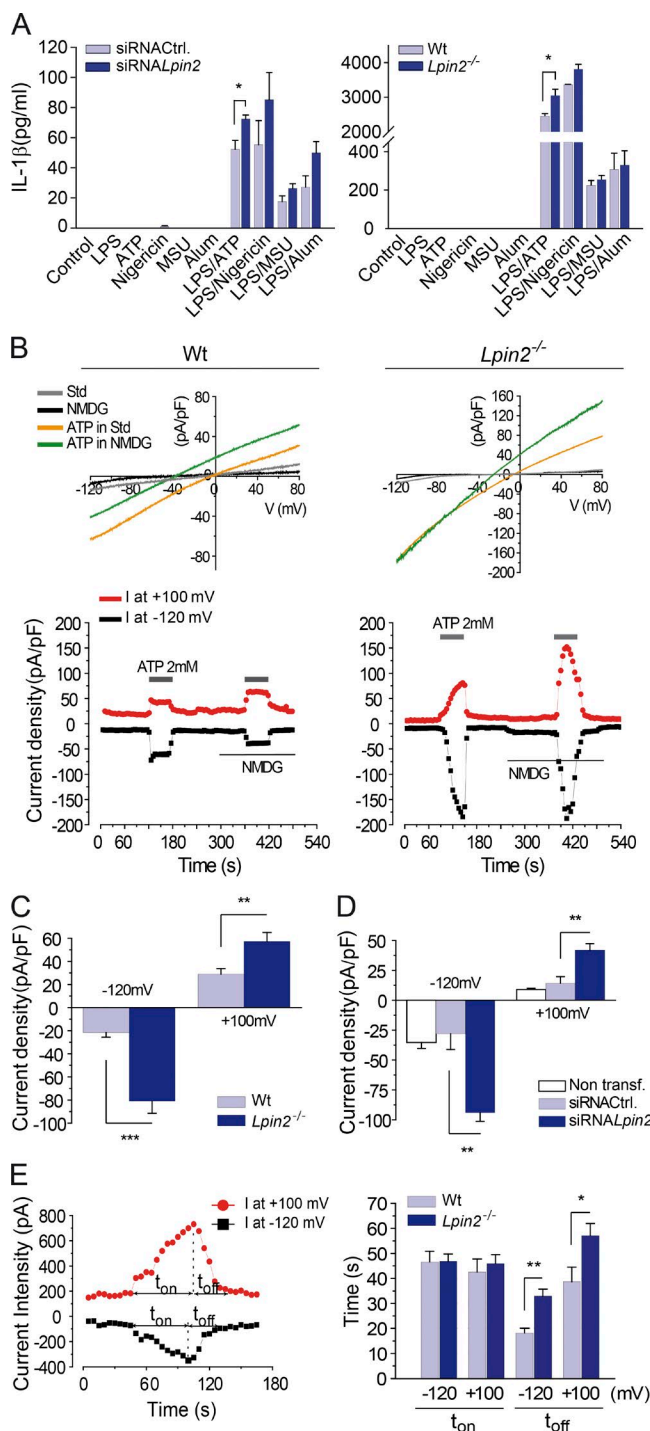 A
siRNACtrl.
siRNALpin2
Wt
Lpin2-/-
IL-1β(pg/ml)
120
100
80
60
40
20
0
*
4000
3000
2000
400
200
0
*
Control
LPS
ATP
Nigericin
MSU
Alum
LPS/ATP
LPS/Nigericin
LPS/MSU
LPS/Alum
Control
LPS
ATP
Nigericin
MSU
Alum
LPS/ATP
LPS/Nigericin
LPS/MSU
LPS/Alum
B
Wt
Lpin2-/-
Std
NMDG
ATP in Std
ATP in NMDG
(pA/pF)
80
40
-40
-80
-120 -80 -40 0 40 80
V (mV)
(pA/pF)
160
120
80
40
-40
-80
-120
-160
-200
-120 -80 -40 0 40 80
V (mV)
I at +100 mV
I at -120 mV
Current density(pA/pF)
200
150
100
50
0
-50
-100
-150
-200
ATP 2mM
NMDG
0 60 120 180 240 300 360 420 480 540
Time (s)
200
150
100
50
0
-50
-100
-150
-200
ATP 2mM
NMDG
0 60 120 180 240 300 360 420 480 540
Time (s)
C
Current density(pA/pF)
60
40
20
0
-20
-40
-60
-80
-100
-120mV
+100mV
**
***
Wt
Lpin2-/-
D
Current density(pA/pF)
50
25
0
-25
-50
-75
-100
-120mV
+100mV
**
**
Non transf.
siRNACtrl.
siRNALpin2
E
Current Intensity (pA)
800
600
400
200
0
-200
-400
I at +100 mV
I at -120 mV
ton toff
ton toff
0 60 120 180
Time (s)
Wt
Lpin2-/-
Time (s)
70
60
50
40
30
20
10
0
**
*
-120 +100 -120 +100 (mV)
ton toff